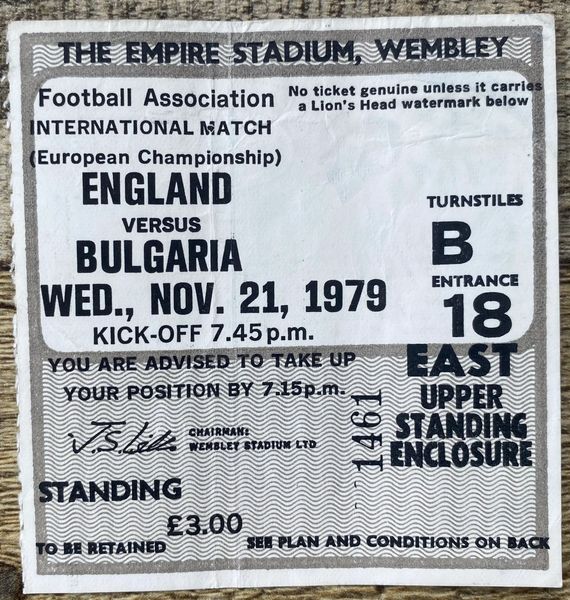 THE EMPIRE STADIUM, WEMBLEY
Football Association
INTERNATIONAL MATCH
(European Championship)
No ticket genuine unless it carries
a Lion's Head watermark below
ENGLAND
VERSUS
BULGARIA
WED., NOV. 21, 1979
KICK-OFF 7.45 p.m.
TURNSTILES
B
ENTRANCE
18
EAST
UPPER
STANDING
ENCLOSURE
YOU ARE ADVISED TO TAKE UP
YOUR POSITION BY 7.15 p.m.
CHAIRMAN:
WEMBLEY STADIUM LTD
1461
STANDING
£3.00
TO BE RETAINED
SEE PLAN AND CONDITIONS ON BACK